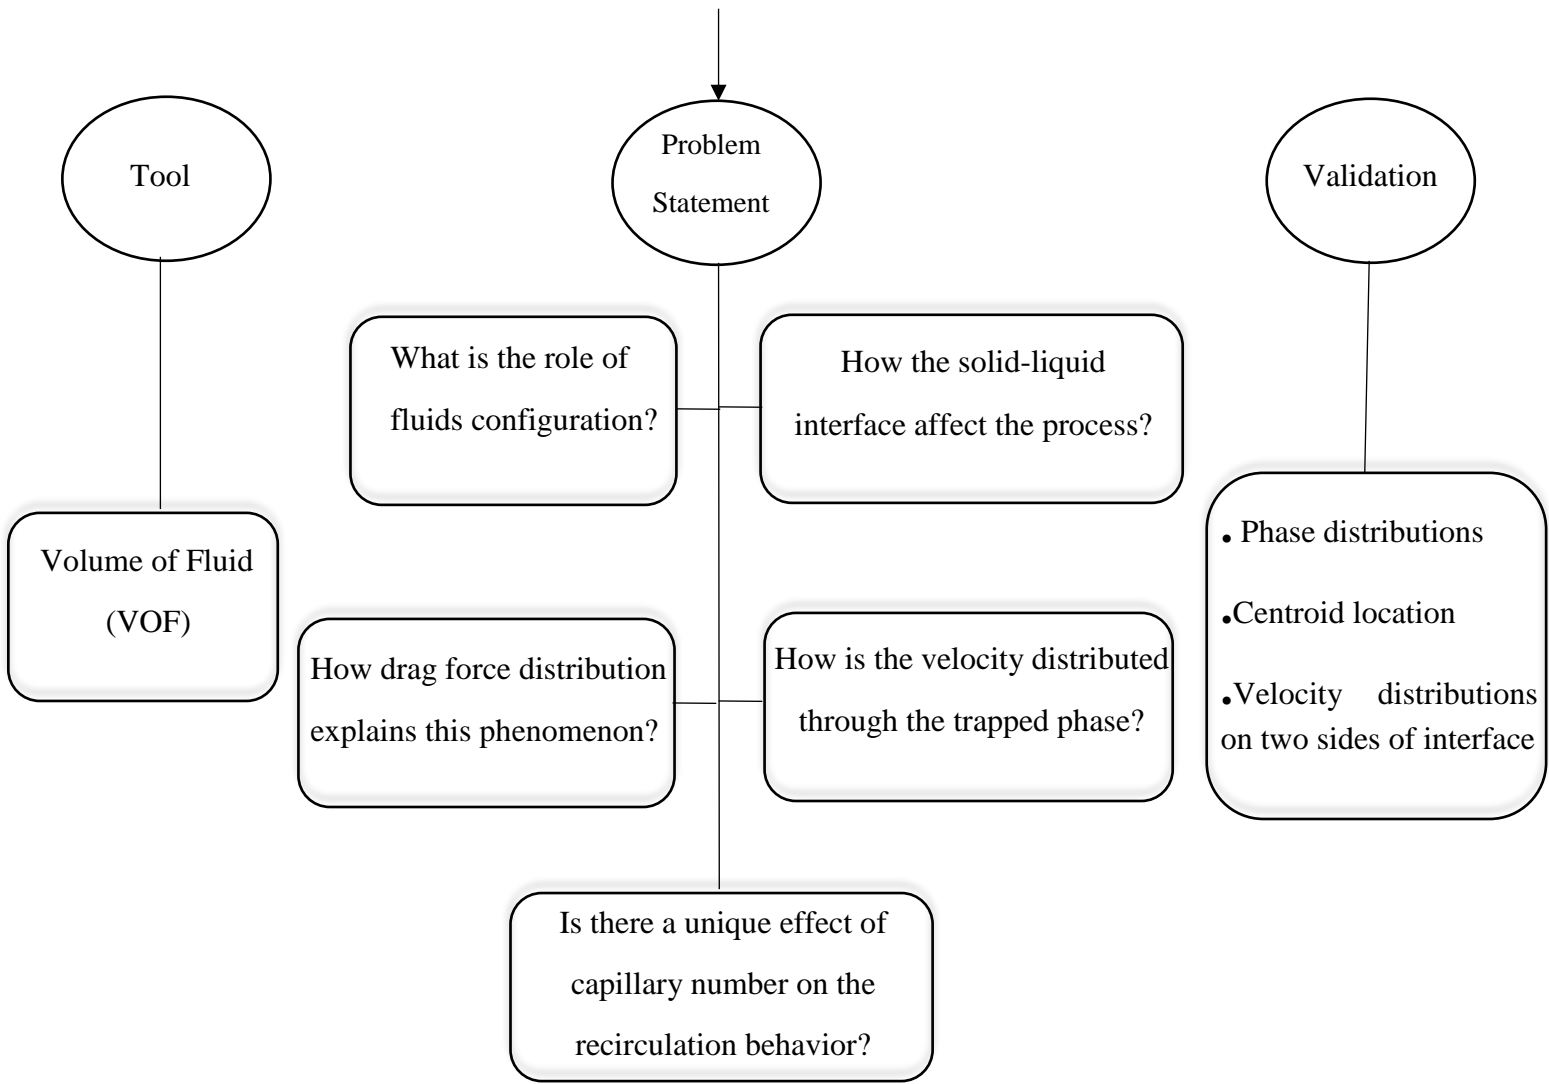 Tool
Problem
Statement
Validation
What is the role of
fluids configuration?
How the solid-liquid
interface affect the process?
Volume of Fluid
(VOF)
How drag force distribution
explains this phenomenon?
How is the velocity distributed
through the trapped phase?
. Phase distributions
.Centroid location
.Velocity distributions
on two sides of interface
Is there a unique effect of
capillary number on the
recirculation behavior?